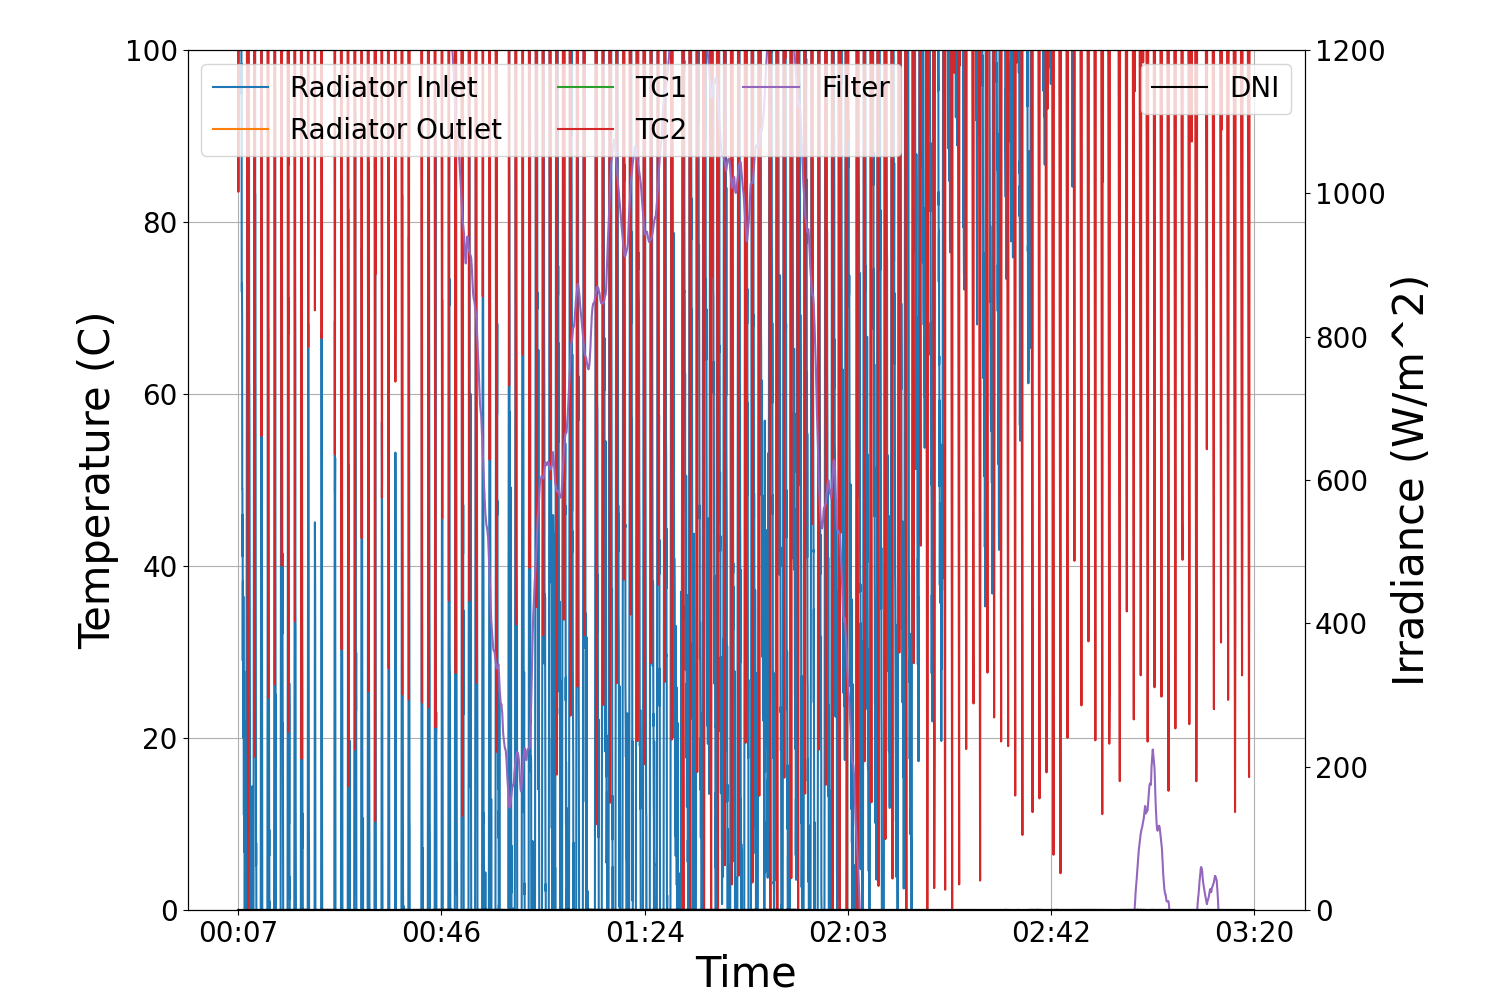 Radiator Inlet
Radiator Outlet
TC1
TC2
Filter
DNI
100
80
60
40
20
0
Temperature (C)
1200
1000
800
600
400
200
0
Irradiance (W/m^2)
00:07 00:46 01:24 02:03 02:42 03:20
Time